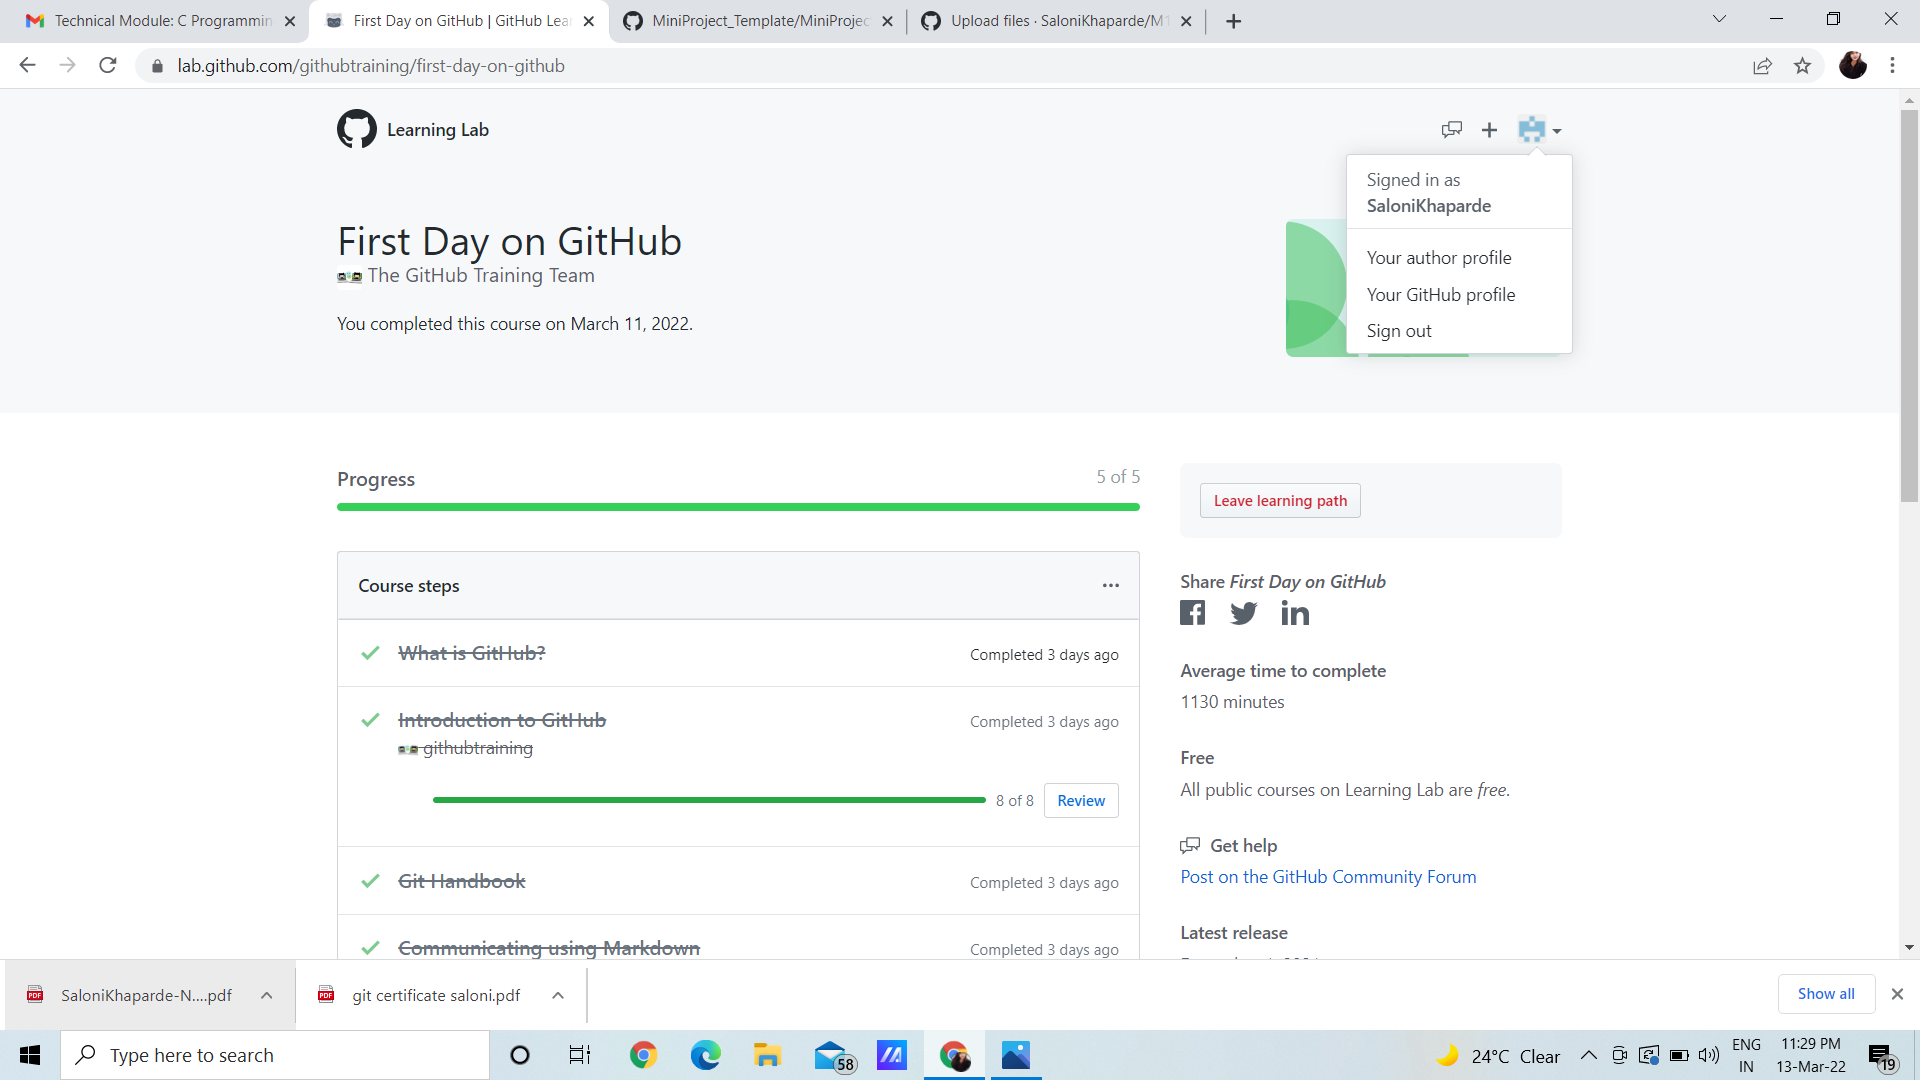 Technical Module: C Programmin
First Day on GitHub | GitHub Lea
MiniProject_Template/MiniProjec
Upload files · SaloniKhaparde/M1
lab.github.com/githubtraining/first-day-on-github
Learning Lab
Signed in as
SaloniKhaparde
Your author profile
Your GitHub profile
Sign out
First Day on GitHub
The GitHub Training Team
You completed this course on March 11, 2022.
Progress
5 of 5
Leave learning path
Course steps
What is GitHub?
Completed 3 days ago
Introduction to GitHub
Completed 3 days ago
githubtraining
8 of 8
Review
Git Handbook
Completed 3 days ago
Communicating using Markdown
Completed 3 days ago
Share First Day on GitHub
Average time to complete
1130 minutes
Free
All public courses on Learning Lab are free.
Get help
Post on the GitHub Community Forum
Latest release
SaloniKhaparde-N....pdf
git certificate saloni.pdf
Show all
Type here to search
58
24°C Clear
ENG
IN
11:29 PM
13-Mar-22
19